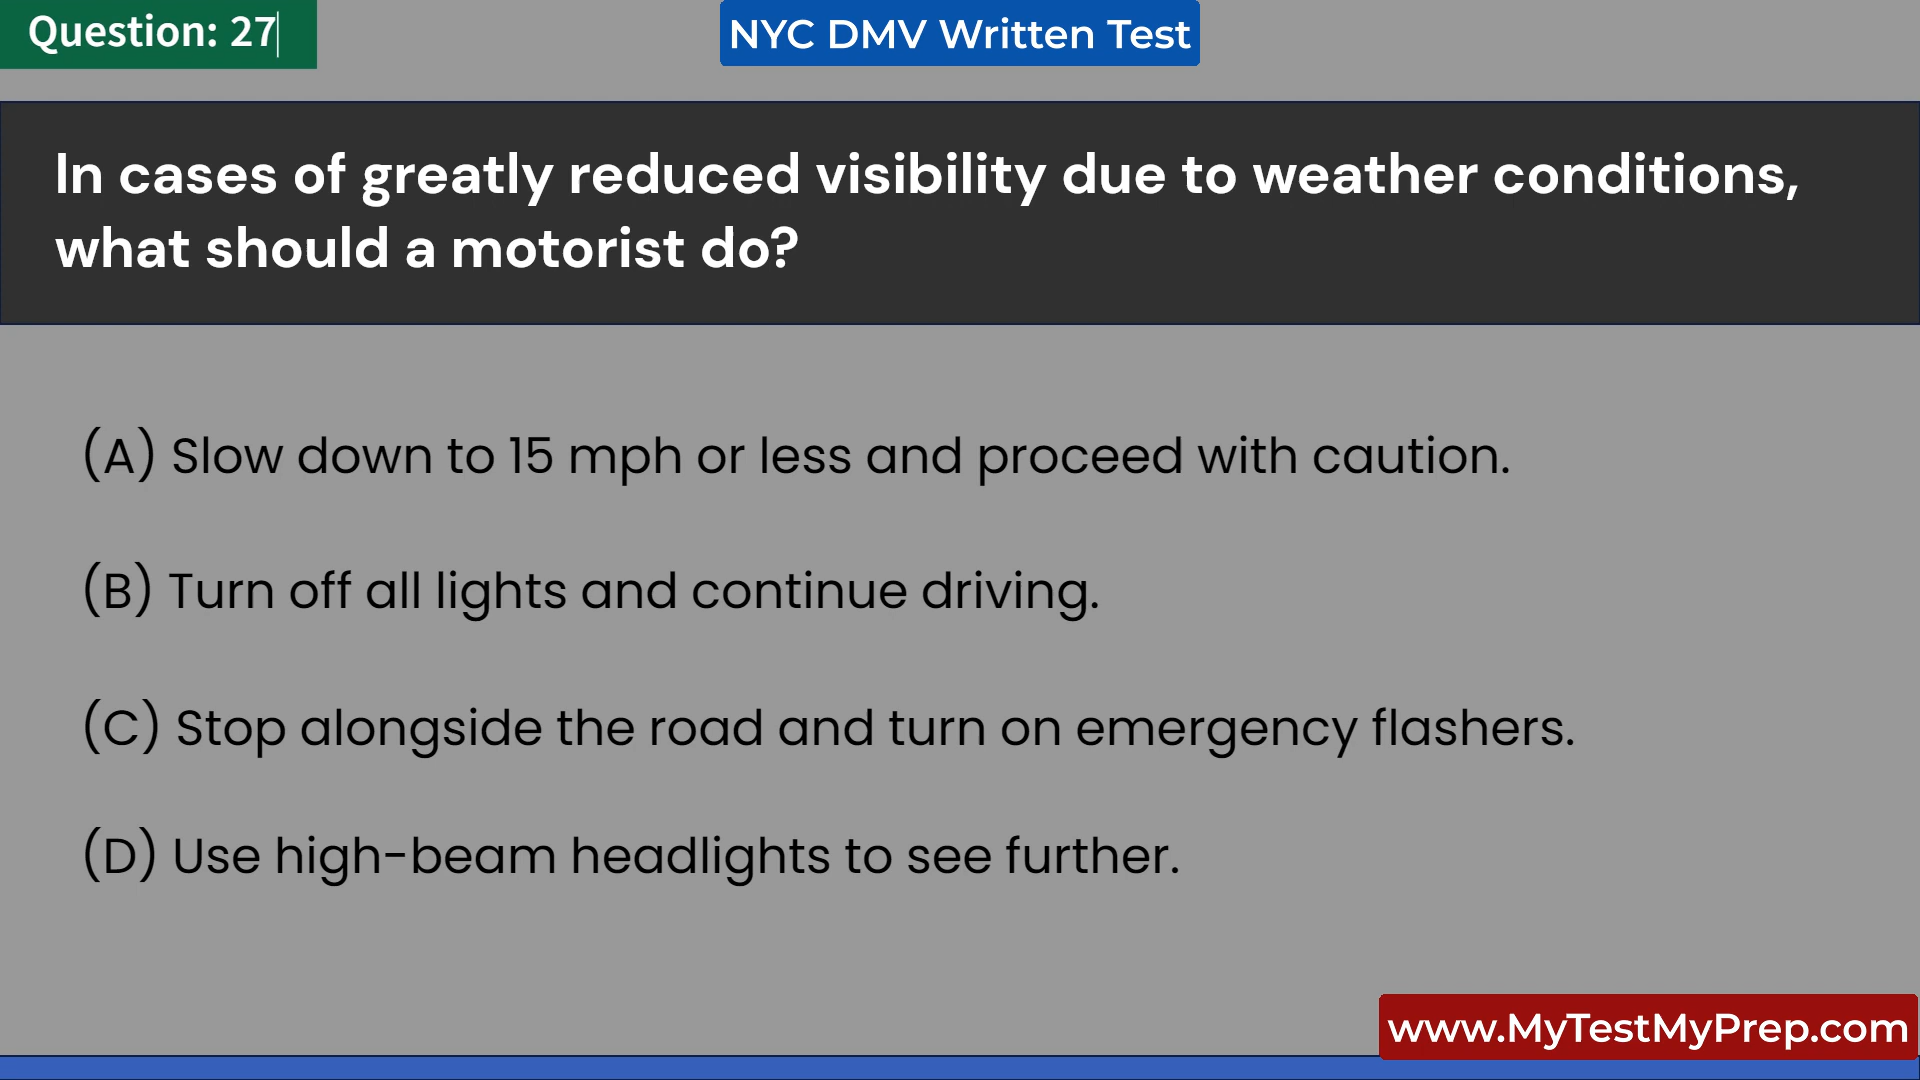 Question: 27
NYC DMV Written Test
In cases of greatly reduced visibility due to weather conditions,
what should a motorist do?
(A) Slow down to 15 mph or less and proceed with caution.
(B) Turn off all lights and continue driving.
(C) Stop alongside the road and turn on emergency flashers.
(D) Use high-beam headlights to see further.
www.MyTestMyPrep.com